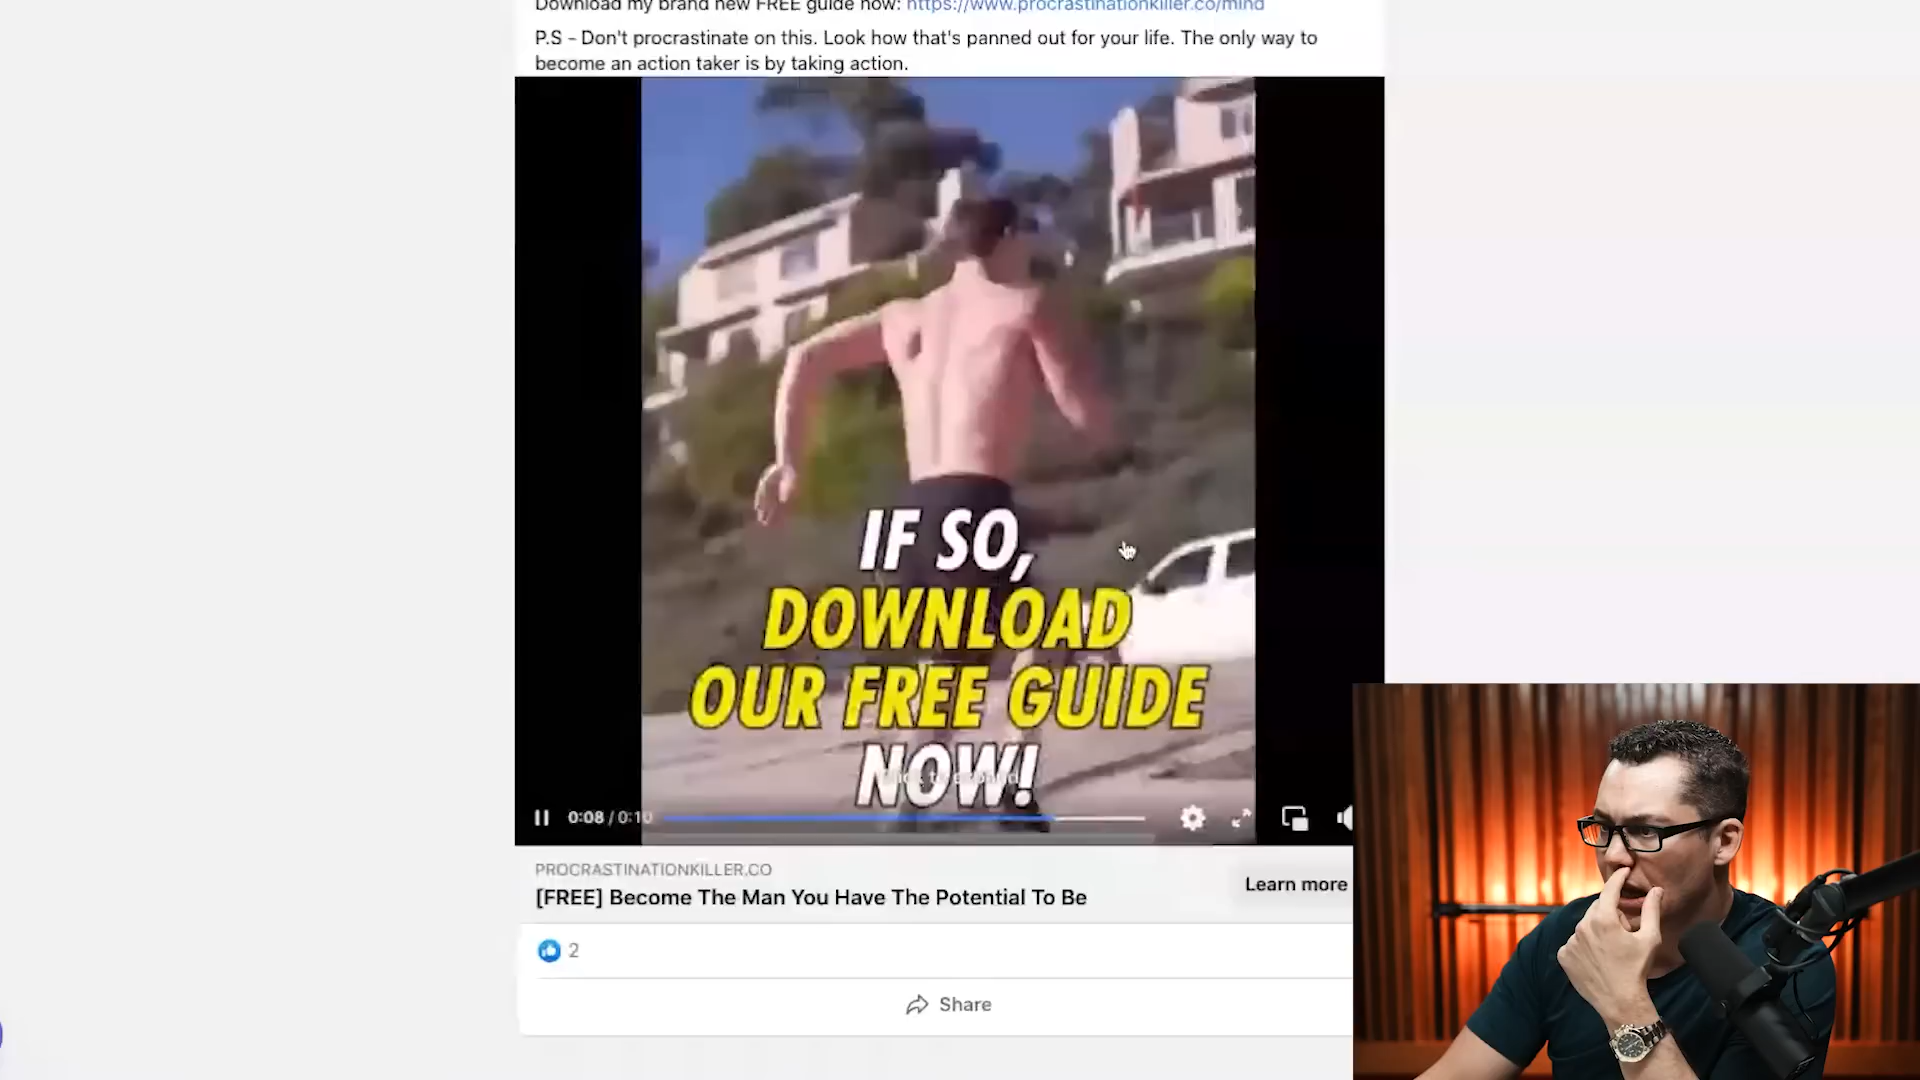 Download my brand new FREE guide now: https://www.procrastinationkiller.co/mind
P.S - Don't procrastinate on this. Look how that's panned out for your life. The only way to
become an action taker is by taking action.
IF SO,
DOWNLOAD
OUR FREE GUIDE
NOW!
0:08 / 0:10
PROCRASTINATIONKILLER.CO
[FREE] Become The Man You Have The Potential To Be
Learn more
2
Share